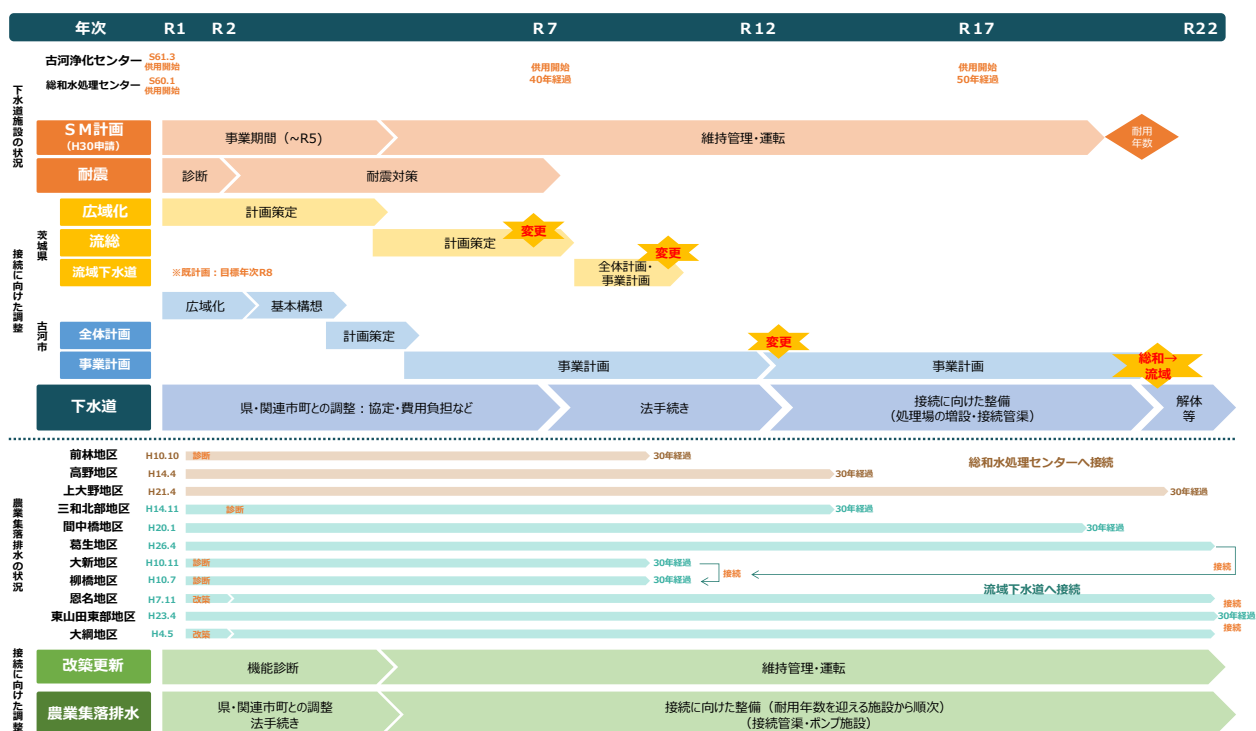 年次 R1 R2 R7 R12 R17 R22
下水道施設の状況
古河浄化センター
S61.3
供用開始
総和水処理センター
S60.1
供用開始
供用開始
40年経過
供用開始
50年経過
SM計画
(H30申請)
事業期間（~R5)
維持管理・運転
耐用
年数
耐震
診断
耐震対策
接続に向けた調整
茨城県
広域化
計画策定
流総
計画策定
変更
流域下水道
※既計画：目標年次R8
全体計画・
事業計画
変更
古河市
広域化
基本構想
全体計画
計画策定
変更
事業計画
事業計画
事業計画
総和→
流域
下水道
県・関連市町との調整：協定・費用負担など
法手続き
接続に向けた整備
（処理場の増設・接続管渠）
解体
等
農業集落排水の状況
前林地区 H10.10 診断 30年経過
総和水処理センターへ接続
高野地区 H14.4 30年経過
上大野地区 H21.4 30年経過
三和北部地区 H14.11 診断 30年経過
間中橋地区 H20.1 30年経過
葛生地区 H26.4 接続
大新地区 H10.11 診断 30年経過
接続
柳橋地区 H10.7 診断 30年経過
流域下水道へ接続
恩名地区 H7.11 改築 接続
東山田東部地区 H23.4 30年経過
大綱地区 H4.5 改築 接続
接続に向けた調整
改築更新
機能診断
維持管理・運転
農業集落排水
県・関連市町との調整
法手続き
接続に向けた整備（耐用年数を迎える施設から順次）
（接続管渠・ポンプ施設）